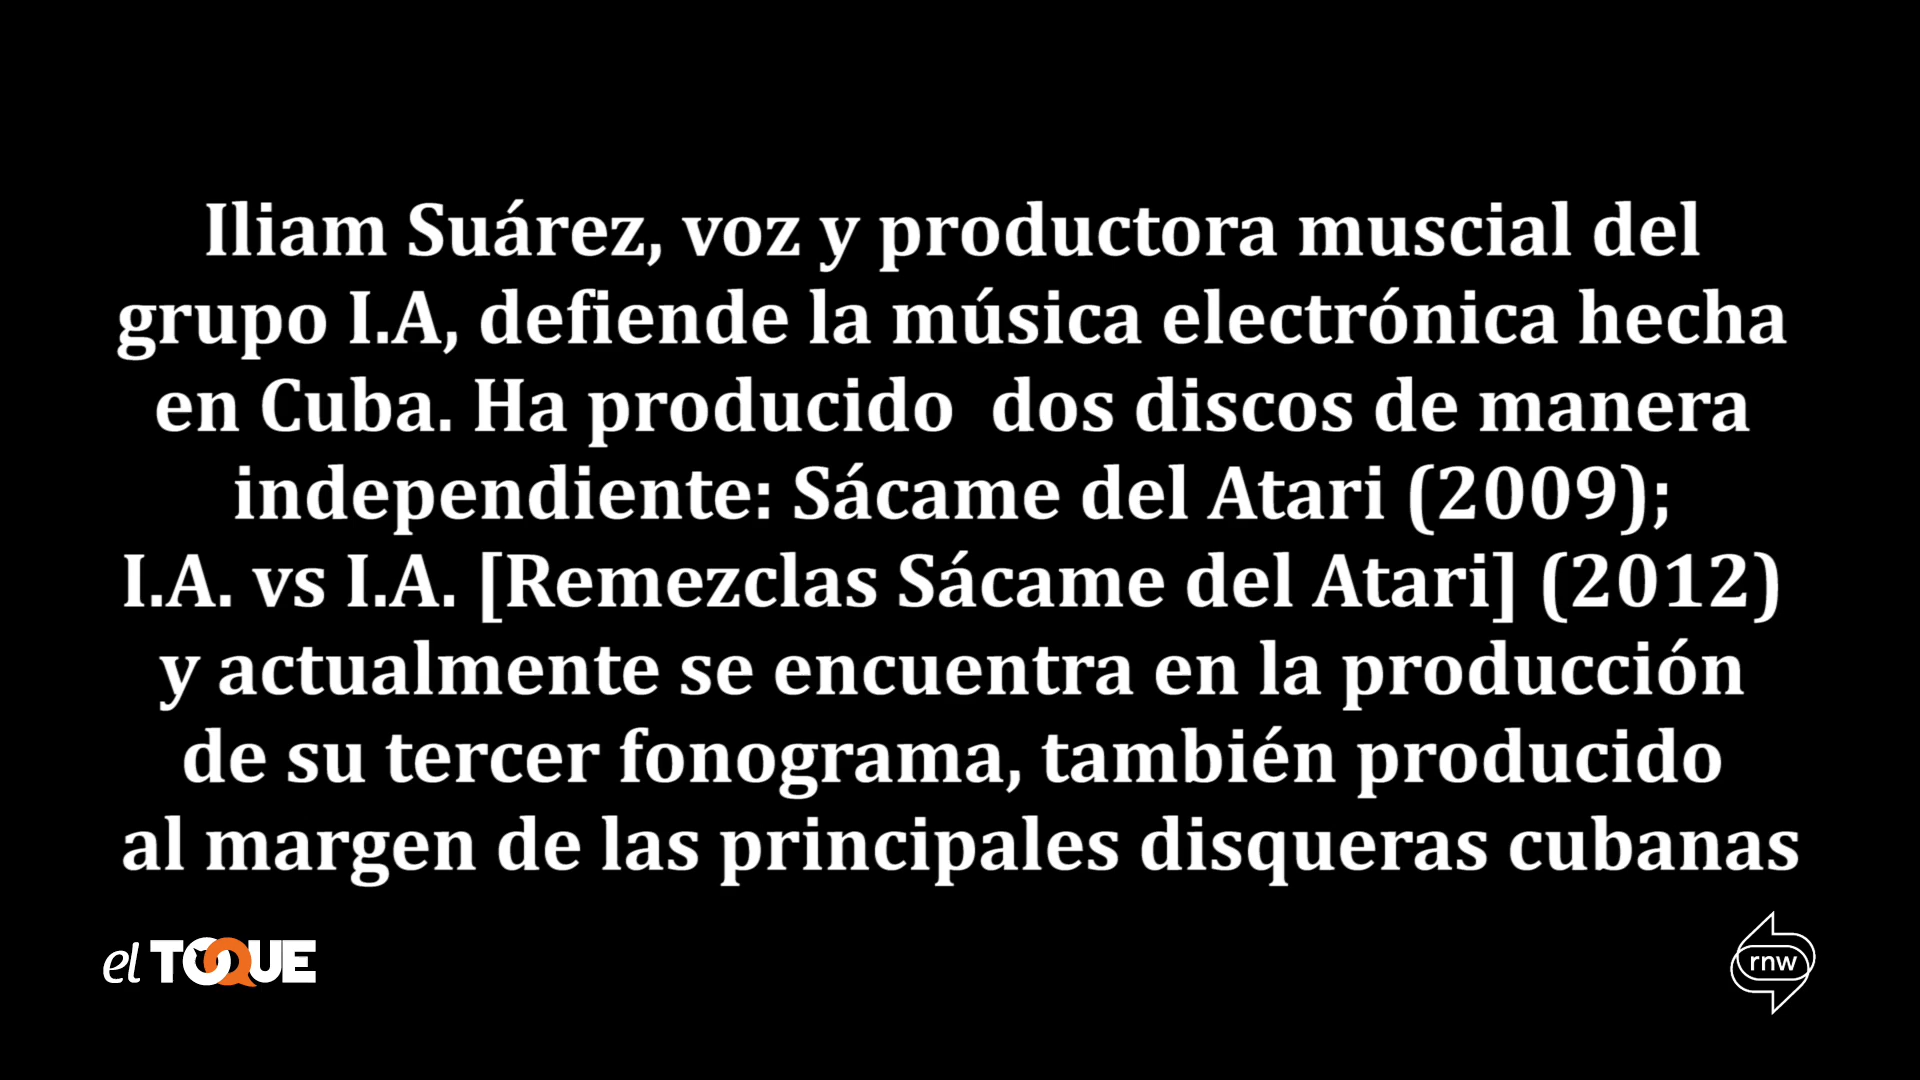 Iliam Suárez, voz y productora muscial del
grupo I.A, defiende la música electrónica hecha
en Cuba. Ha producido  dos discos de manera
independiente: Sácame del Atari (2009);
I.A. vs I.A. [Remezclas Sácame del Atari] (2012)
y actualmente se encuentra en la producción
de su tercer fonograma, también producido
al margen de las principales disqueras cubanas
el TOQUE
rnw